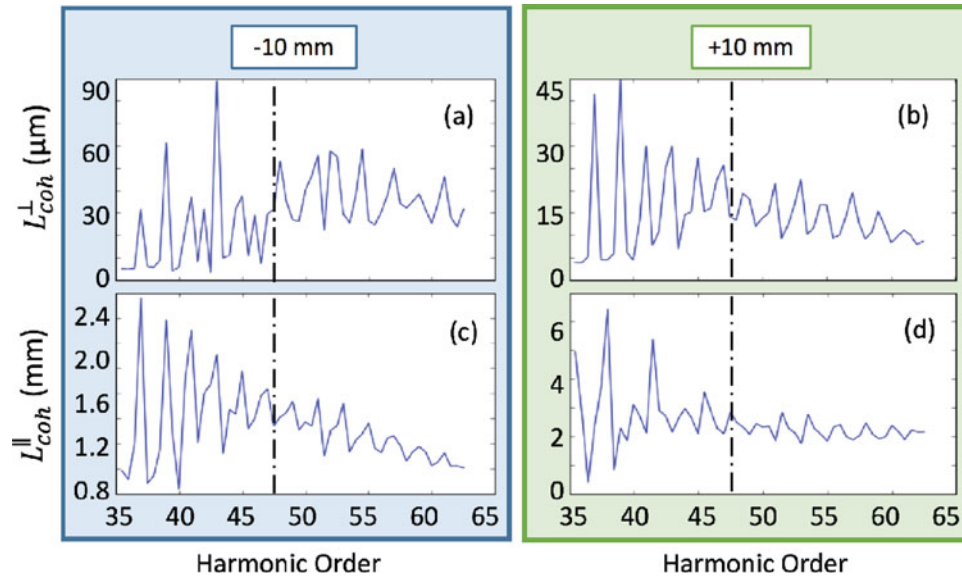 -10 mm
+10 mm
90
60
30
0
(a)
L⊥coh (μm)
45
30
15
0
(b)
2.4
2.0
1.6
1.2
0.8
(c)
L∥coh (mm)
6
4
2
0
(d)
35 40 45 50 55 60 65
35 40 45 50 55 60 65
Harmonic Order
Harmonic Order